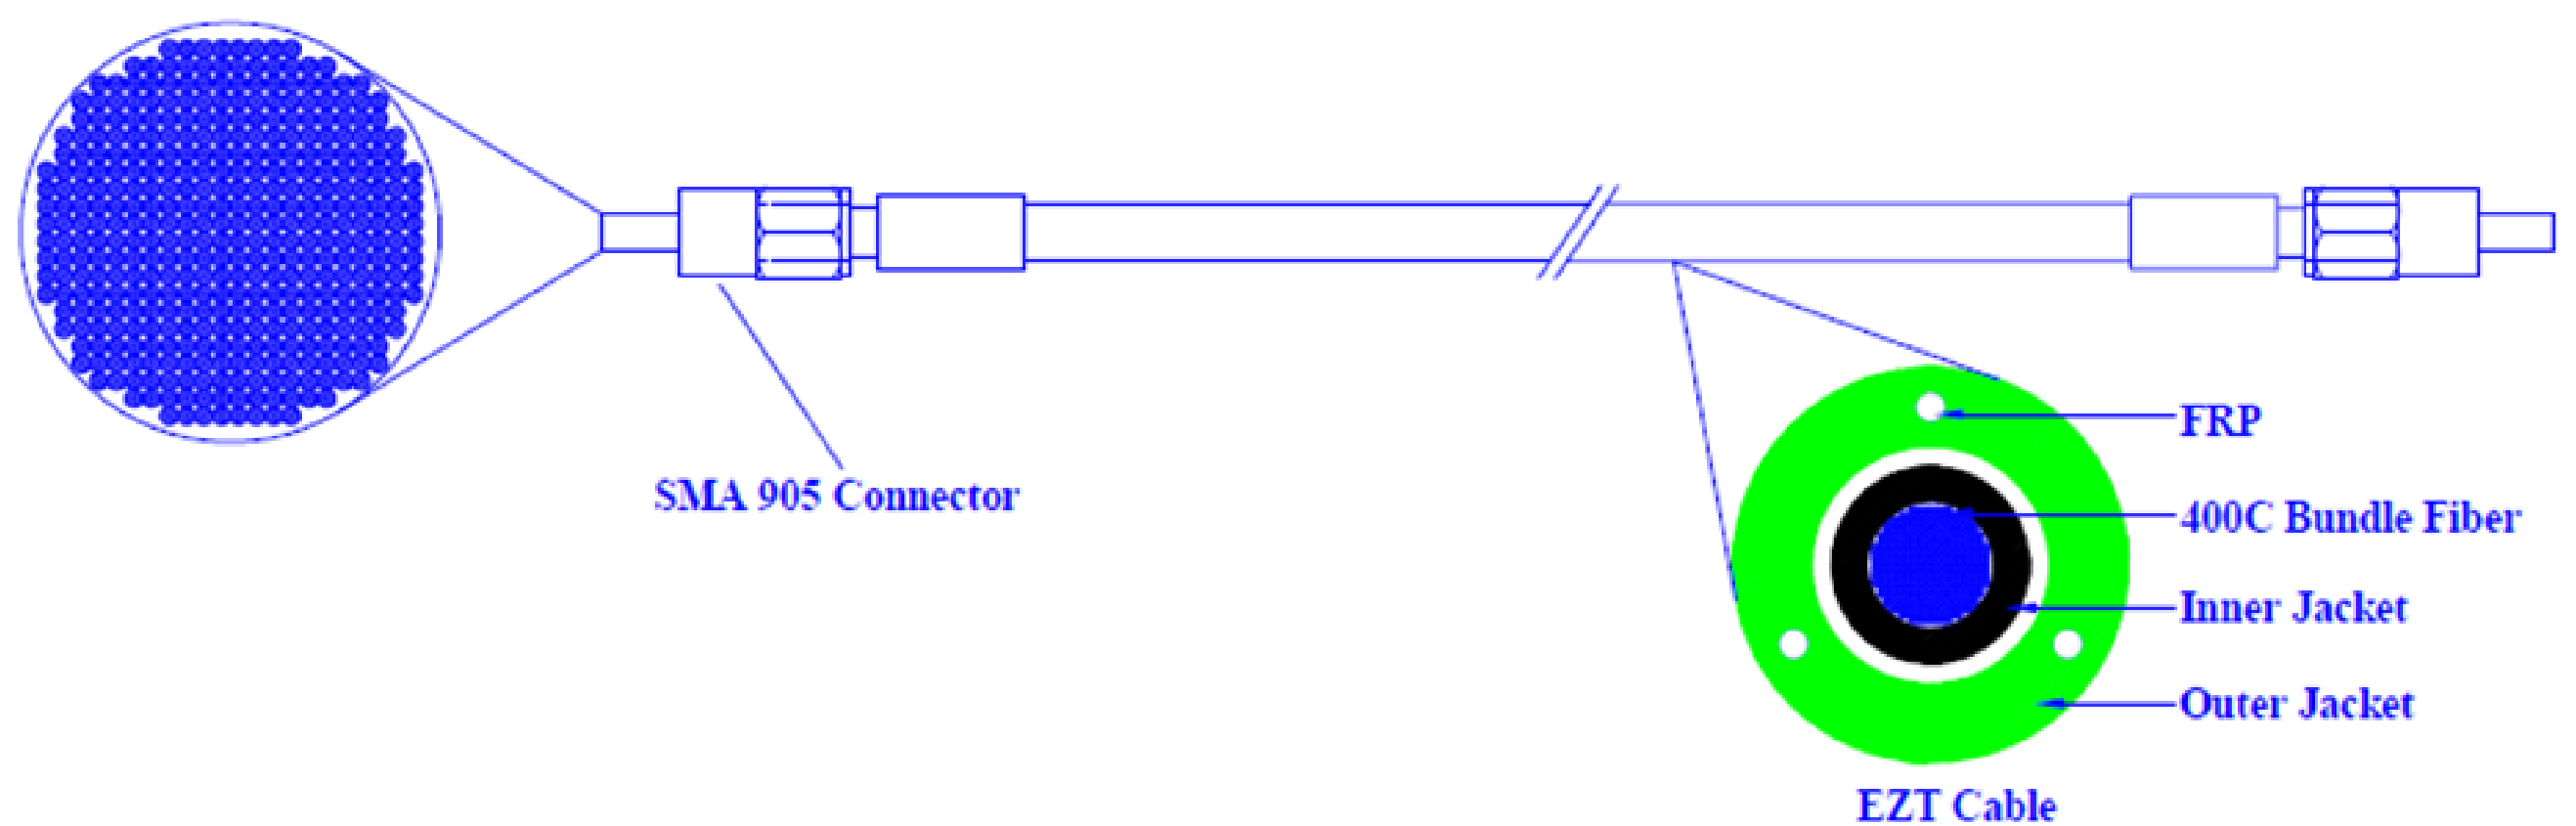 SMA 905 Connector
FRP
400C Bundle Fiber
Inner Jacket
Outer Jacket
EZT Cable